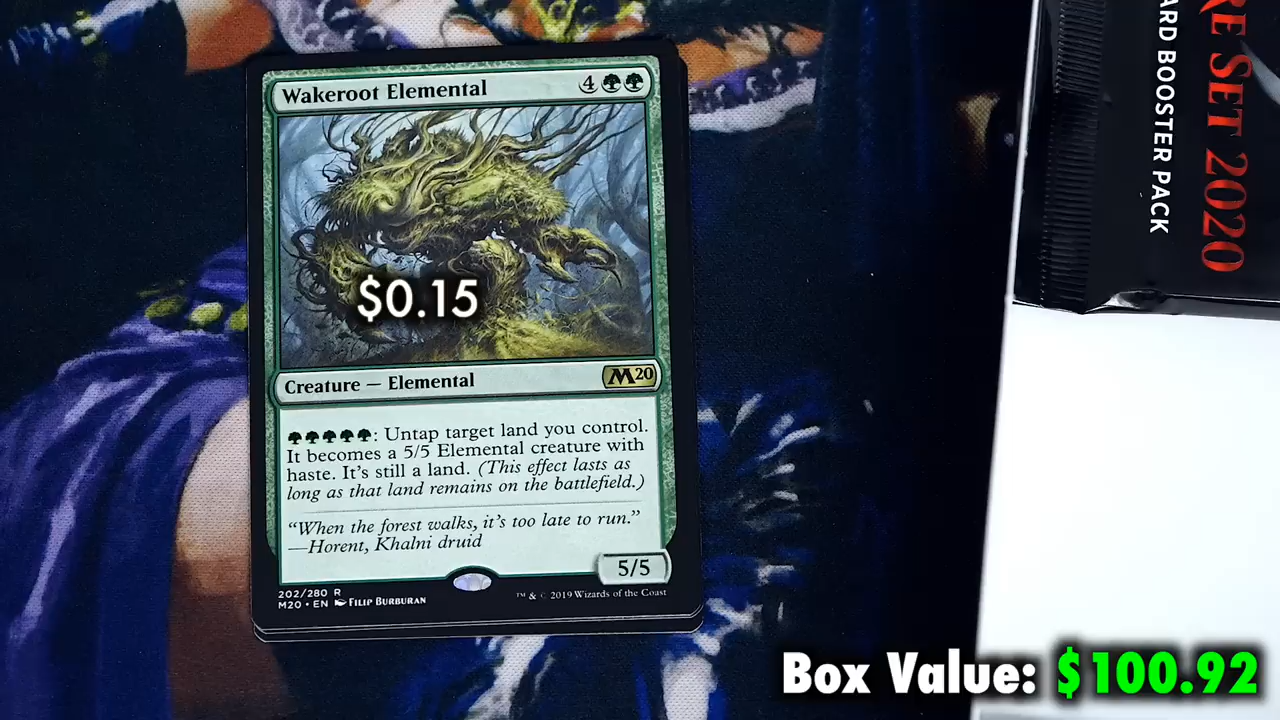 Wakeroot Elemental 4
$0.15
Creature — Elemental M20
: Untap target land you control.
It becomes a 5/5 Elemental creature with
haste. It's still a land. (This effect lasts as
long as that land remains on the battlefield.)
“When the forest walks, it's too late to run.”
—Horent, Khalni druid
5/5
202/280 R
M20 • EN Filip Burburan
™ & © 2019 Wizards of the Coast
RE SET 2020
ARD BOOSTER PACK
Box Value: $100.92